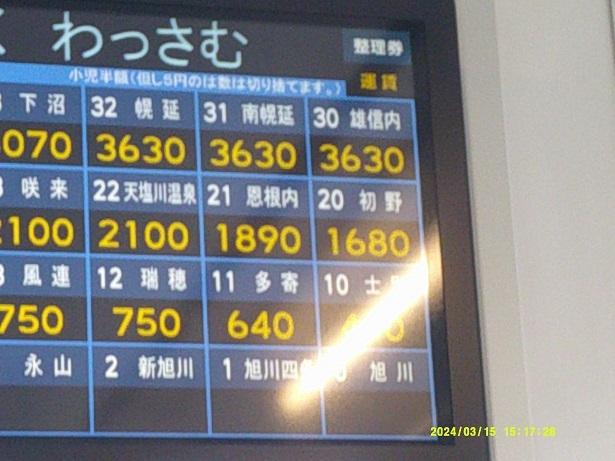 わっさむ
整理券
小児半額(但し5円のは数は切り捨てます。) 運賃
下沼 32 幌延 31 南幌延 30 雄信内
070 3630 3630 3630
咲来 22 天塩川温泉 21 恩根内 20 初野
2100 2100 1890 1680
風連 12 瑞穂 11 多寄 10 士
750 750 640
永山 2 新旭川 1 旭川四条 旭川
2024/03/15 15:17:28